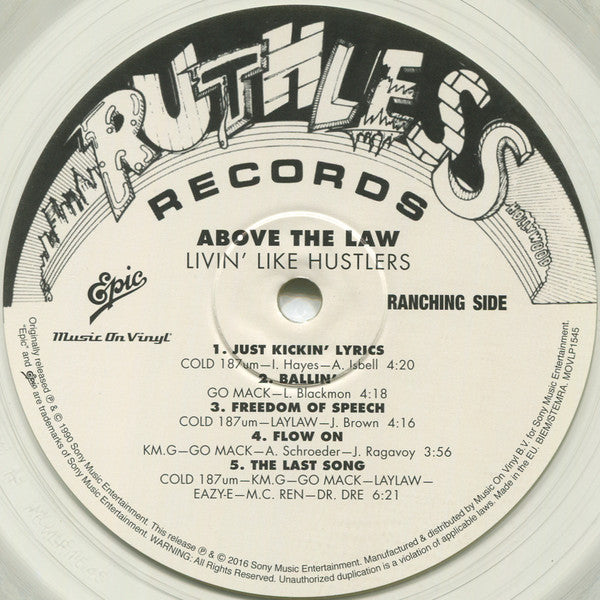 RUTHLESS
HOLLYWOOD
RECORDS
ABOVE THE LAW
LIVIN' LIKE HUSTLERS
Epic
Music On Vinyl
RANCHING SIDE
1. JUST KICKIN' LYRICS
COLD 187um—I. Hayes—A. Isbell 4:20
2. BALLIN'
GO MACK—L. Blackmon 4:18
3. FREEDOM OF SPEECH
COLD 187um—LAYLAW—J. Brown 4:16
4. FLOW ON
KM.G—GO MACK—A. Schroeder—J. Ragavoy 3:56
5. THE LAST SONG
COLD 187um—KM.G—GO MACK—LAYLAW—
EAZY-E—M.C. REN—DR. DRE 6:21
Originally released ℗ & © 1990 Sony Music Entertainment.
"Epic" and Epic are trademarks of Sony Music Entertainment. This release ℗ & © 2016 Sony Music Entertainment.
WARNING: All Rights Reserved. Unauthorized duplication is a violation of applicable laws. Made in the EU. BIEM/STEMRA. MOVLP1545
Manufactured & distributed by Music On Vinyl B.V. for Sony Music Entertainment.